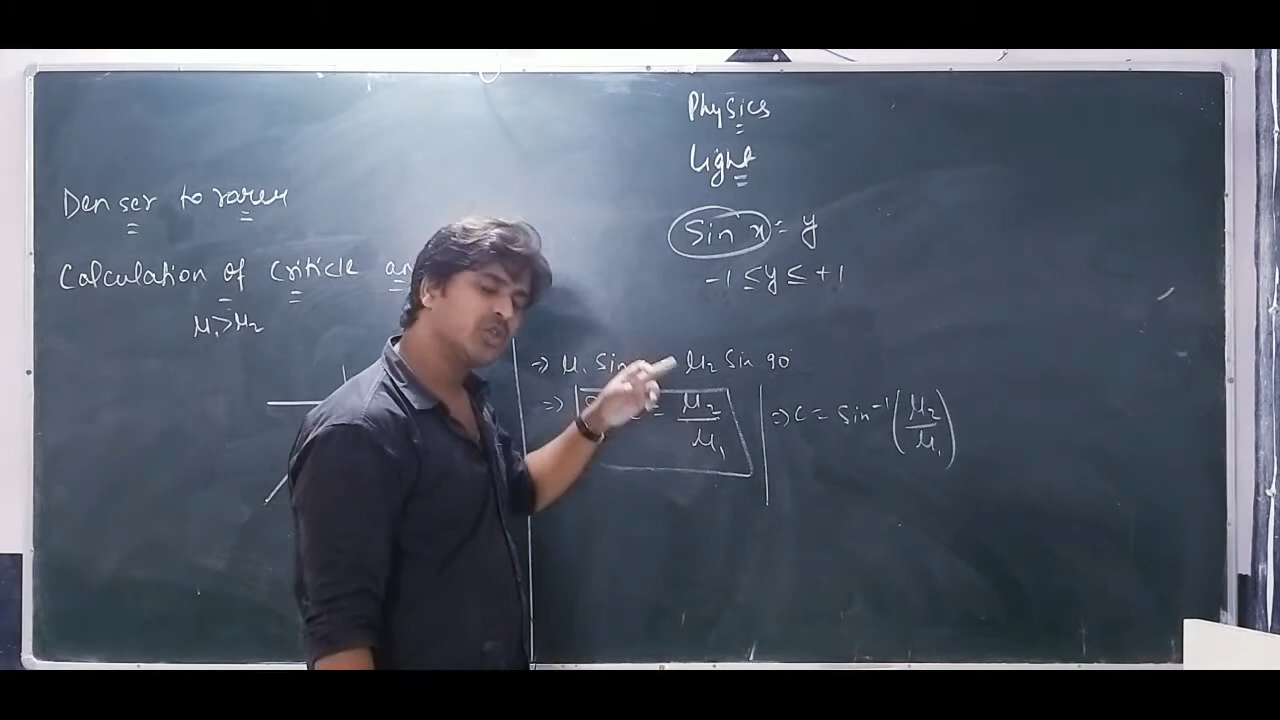 Physics
Light
Denser to rarer
Sin x = y
Calculation of criticle
-1 ≤ y ≤ +1
μ₁ > μ₂
⇒ μ₁ Sin μ₂ Sin 90°
⇒ = μ₂/μ₁
⇒ C = Sin⁻¹(μ₂/μ₁)